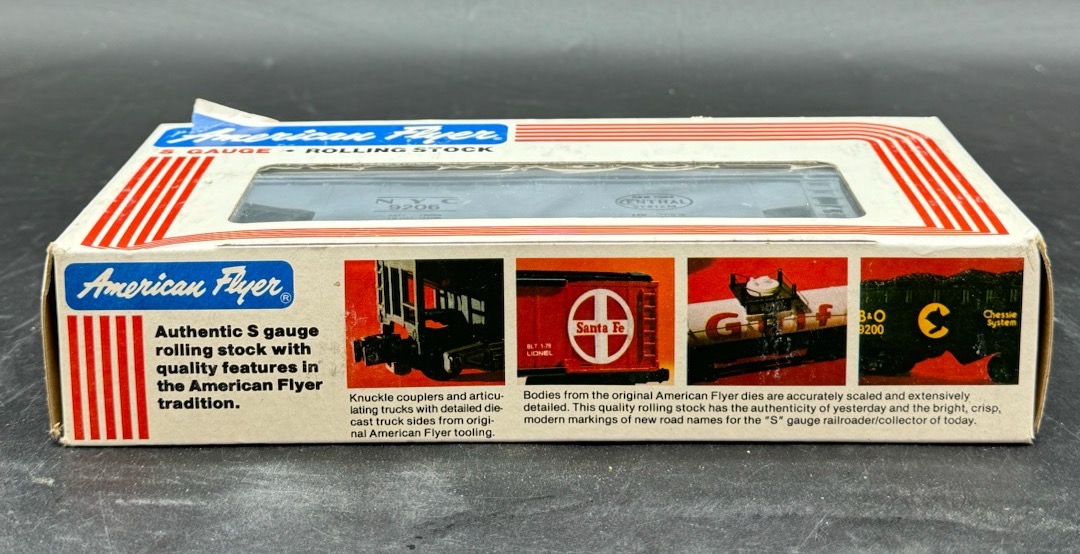 American Flyer
S GAUGE • ROLLING STOCK
N Y C
9206
NEW YORK
CENTRAL
SYSTEM
American Flyer®
Authentic S gauge
rolling stock with
quality features in
the American Flyer
tradition.
Santa Fe
BLT 1-79
LIONEL
Gulf
B&O
9200
Chessie
System
Knuckle couplers and articu-
lating trucks with detailed die-
cast truck sides from origi-
nal American Flyer tooling.
Bodies from the original American Flyer dies are accurately scaled and extensively
detailed. This quality rolling stock has the authenticity of yesterday and the bright, crisp,
modern markings of new road names for the "S" gauge railroader/collector of today.